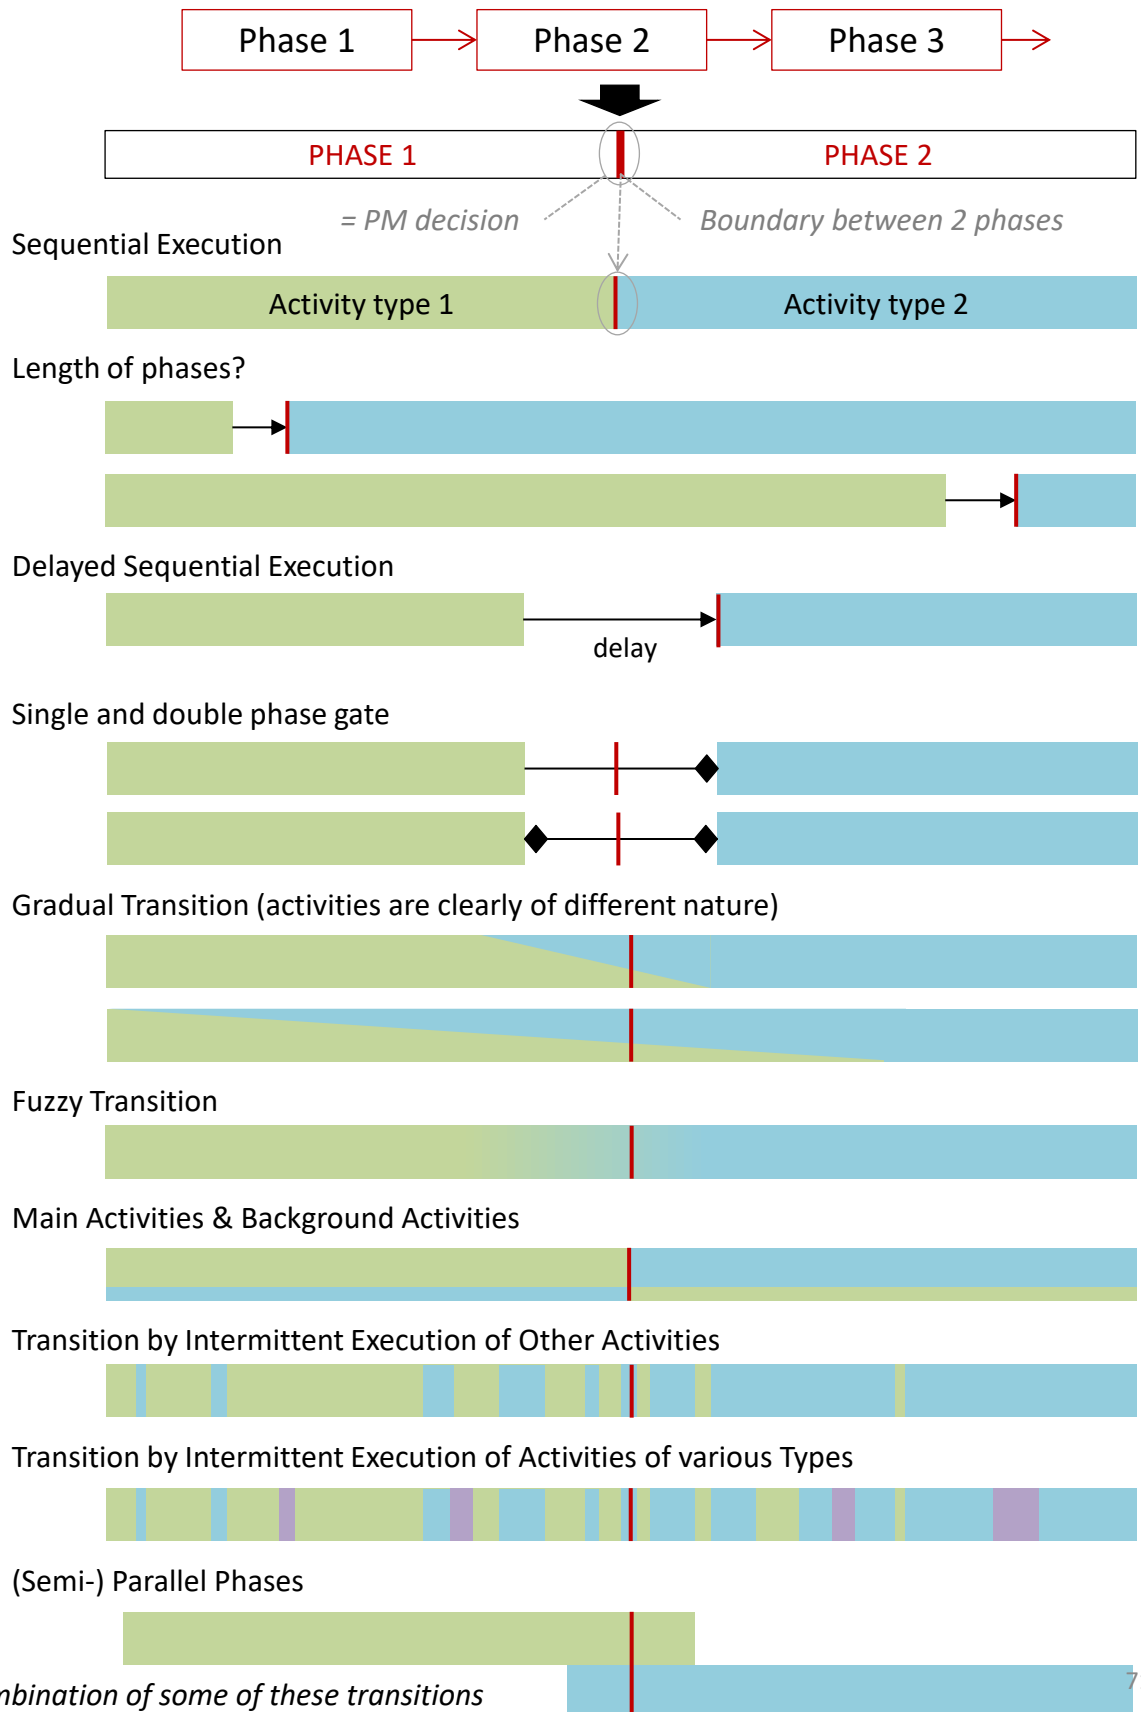 Phase 1
Phase 2
Phase 3
PHASE 1
PHASE 2
= PM decision
Boundary between 2 phases
Sequential Execution
Activity type 1
Activity type 2
Length of phases?
Delayed Sequential Execution
delay
Single and double phase gate
Gradual Transition (activities are clearly of different nature)
Fuzzy Transition
Main Activities & Background Activities
Transition by Intermittent Execution of Other Activities
Transition by Intermittent Execution of Activities of various Types
(Semi-) Parallel Phases
7
mbination of some of these transitions